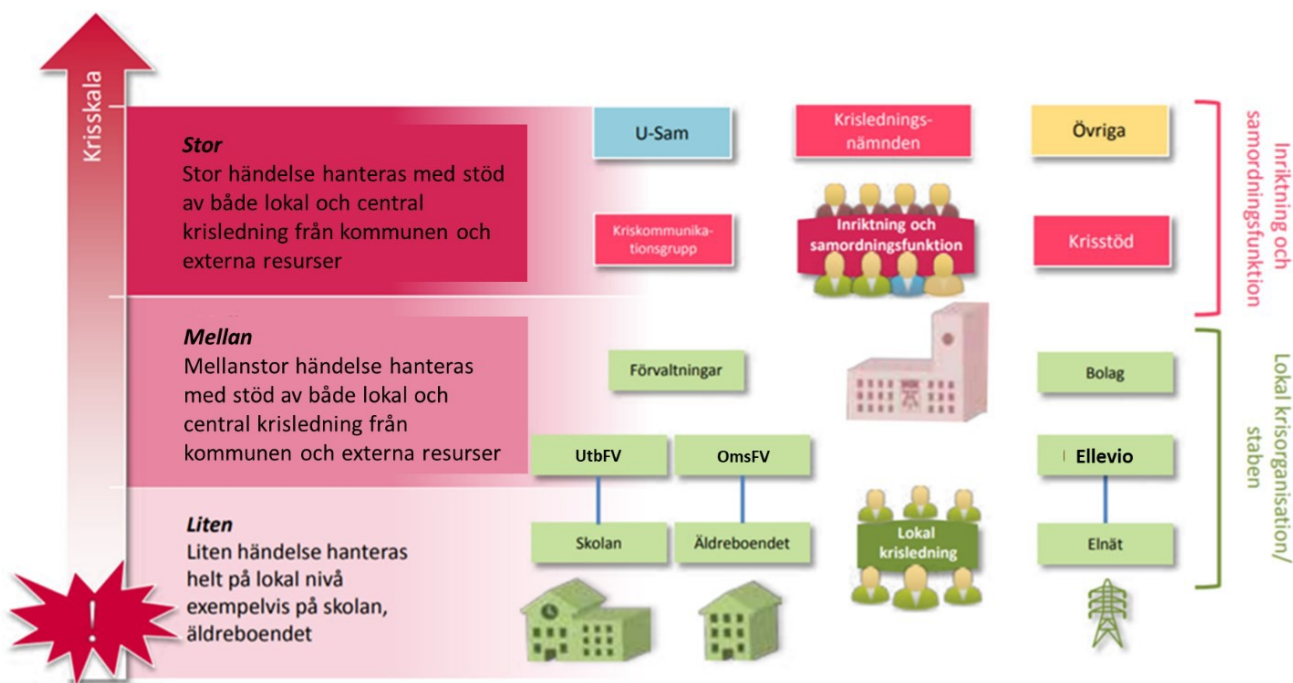 Krisskala
Stor
Stor händelse hanteras med stöd
av både lokal och central
krisledning från kommunen och
externa resurser
U-Sam
Krislednings-
nämnden
Övriga
Kriskommunika-
tionsgrupp
Inriktning och
samordningsfunktion
Krisstöd
Inriktning och
samordningsfunktion
Mellan
Mellanstor händelse hanteras
med stöd av både lokal och
central krisledning från
kommunen och externa resurser
Förvaltningar
Bolag
UtbFV
OmsFV
Ellevio
Lokal krisorganisation/
staben
Liten
Liten händelse hanteras
helt på lokal nivå
exempelvis på skolan,
äldreboendet
Skolan
Äldreboendet
Lokal
krisledning
Elnät
!